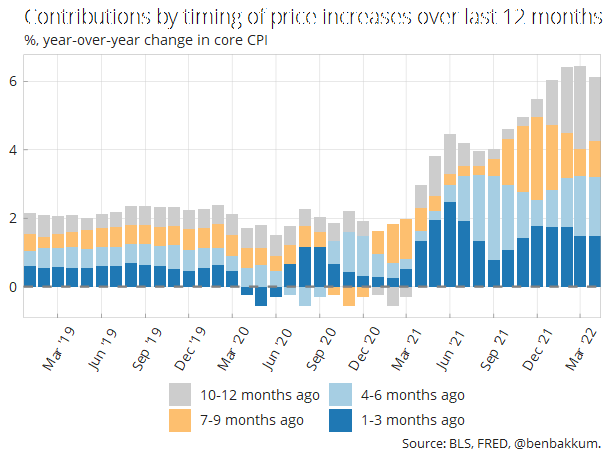 Contributions by timing of price increases over last 12 months
%, year-over-year change in core CPI
6
4
2
0
Mar '19
Jun '19
Sep '19
Dec '19
Mar '20
Jun '20
Sep '20
Dec '20
Mar '21
Jun '21
Sep '21
Dec '21
Mar '22
10-12 months ago
4-6 months ago
7-9 months ago
1-3 months ago
Source: BLS, FRED, @benbakkum.